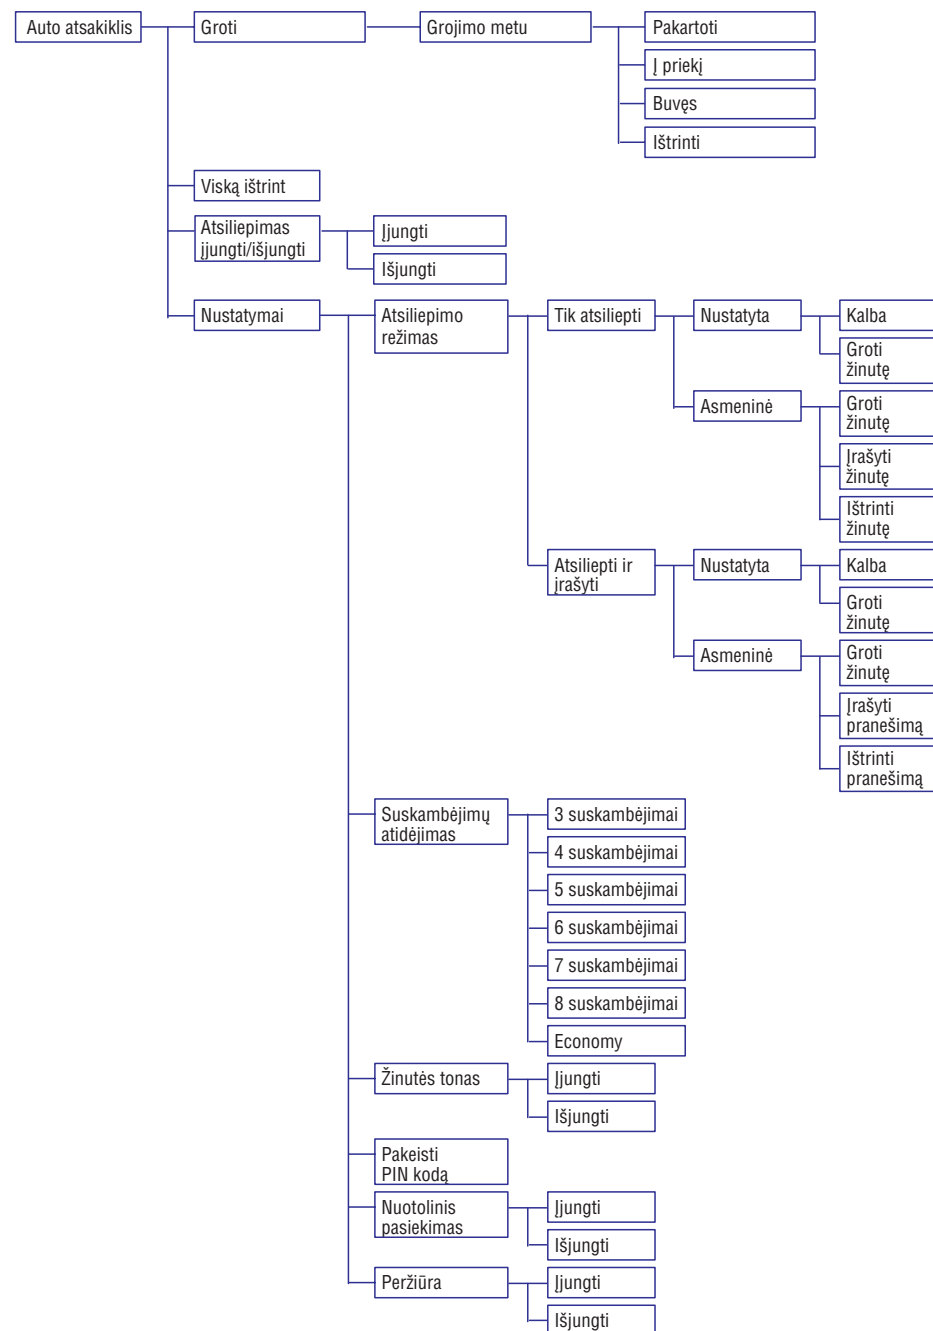 Auto atsakiklis
Groti
Grojimo metu
Pakartoti
Į priekį
Buvęs
Ištrinti
Viską ištrint
Atsiliepimas
įjungti/išjungti
Įjungti
Išjungti
Nustatymai
Atsiliepimo
režimas
Tik atsiliepti
Nustatyta
Kalba
Groti
žinutę
Asmeninė
Groti
žinutę
Įrašyti
žinutę
Ištrinti
žinutę
Atsiliepti ir
įrašyti
Nustatyta
Kalba
Groti
žinutę
Asmeninė
Groti
žinutę
Įrašyti
pranešimą
Ištrinti
pranešimą
Suskambėjimų
atidėjimas
3 suskambėjimai
4 suskambėjimai
5 suskambėjimai
6 suskambėjimai
7 suskambėjimai
8 suskambėjimai
Economy
Žinutės tonas
Įjungti
Išjungti
Pakeisti
PIN kodą
Nuotolinis
pasiekimas
Įjungti
Išjungti
Peržiūra
Įjungti
Išjungti